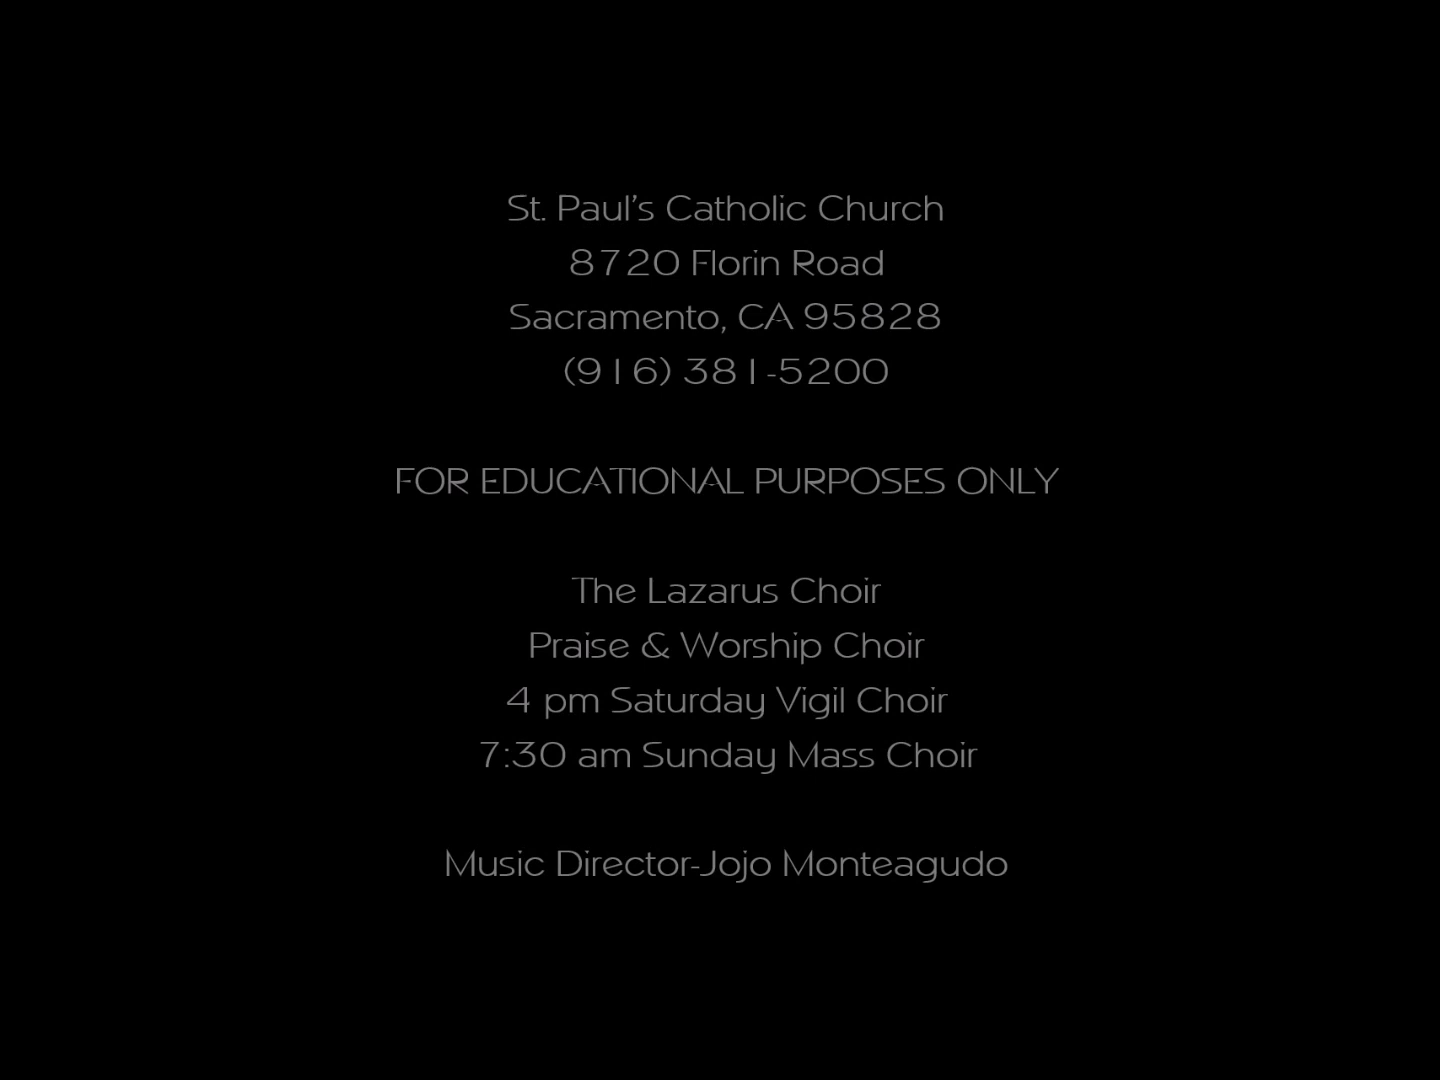 St. Paul's Catholic Church
8720 Florin Road
Sacramento, CA 95828
(916) 381-5200
FOR EDUCATIONAL PURPOSES ONLY
The Lazarus Choir
Praise & Worship Choir
4 pm Saturday Vigil Choir
7:30 am Sunday Mass Choir
Music Director-Jojo Monteagudo